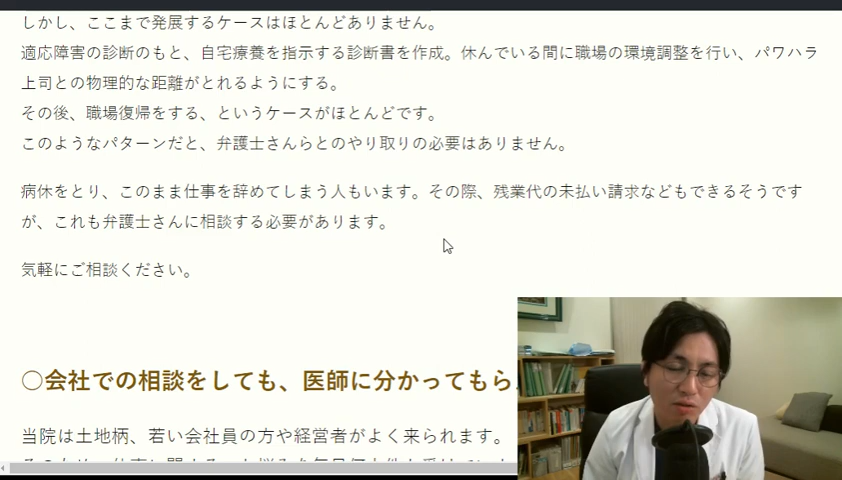 しかし、ここまで発展するケースはほとんどありません。
適応障害の診断のもと、自宅療養を指示する診断書を作成。休んでいる間に職場の環境調整を行い、パワハラ
上司との物理的な距離がとれるようにする。
その後、職場復帰をする、というケースがほとんどです。
このようなパターンだと、弁護士さんらとのやり取りの必要はありません。
病休をとり、このまま仕事を辞めてしまう人もいます。その際、残業代の未払い請求などもできるそうです
が、これも弁護士さんに相談する必要があります。
気軽にご相談ください。
〇会社での相談をしても、医師に分かってもら
当院は土地柄、若い会社員の方や経営者がよく来られます。